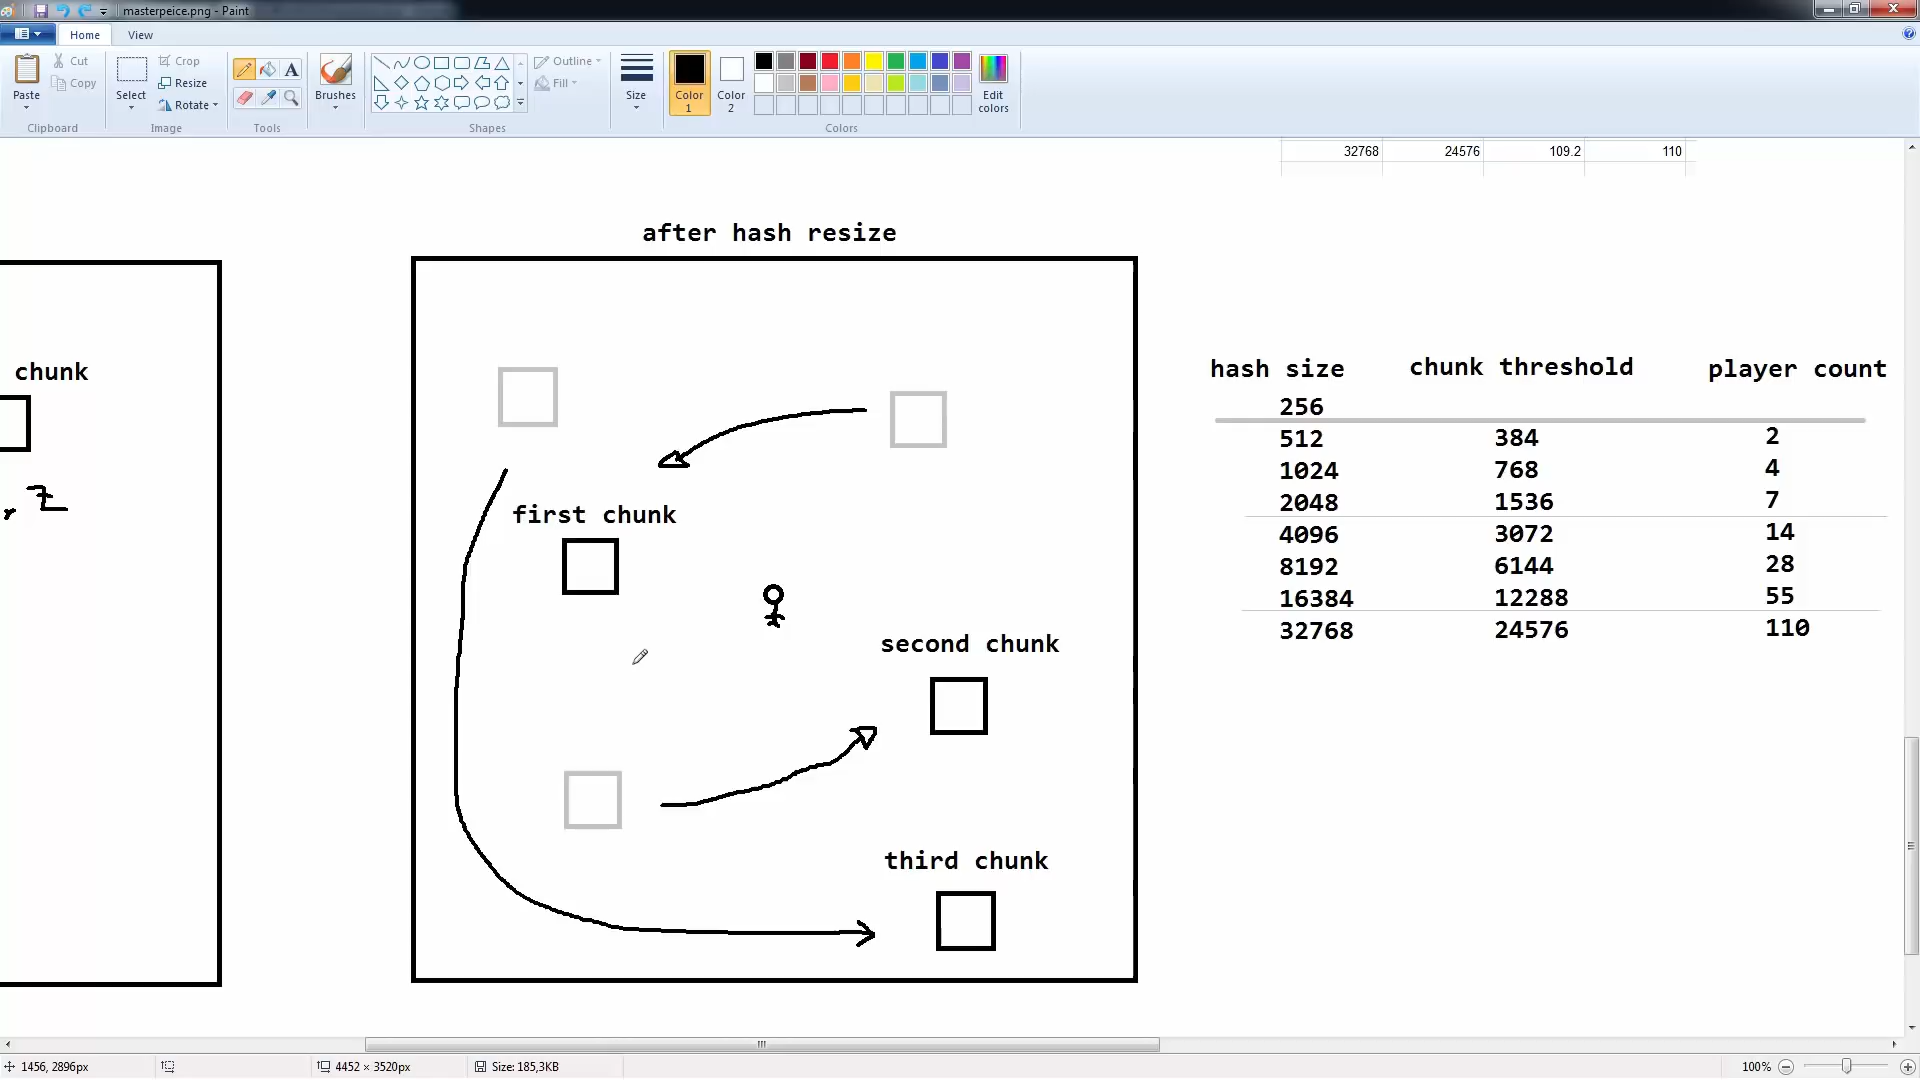 masterpeice.png - Paint
Home View
Paste Cut Copy Clipboard
Select Crop Resize Rotate Image
Tools
Brushes
Outline Fill Shapes
Size
Color 1 Color 2 Edit colors Colors
32768 24576 109.2 110
after hash resize
chunk
, z
first chunk
second chunk
third chunk
hash size chunk threshold player count
256
512 384 2
1024 768 4
2048 1536 7
4096 3072 14
8192 6144 28
16384 12288 55
32768 24576 110
1456, 2896px 4452 × 3520px Size: 185,3KB 100%